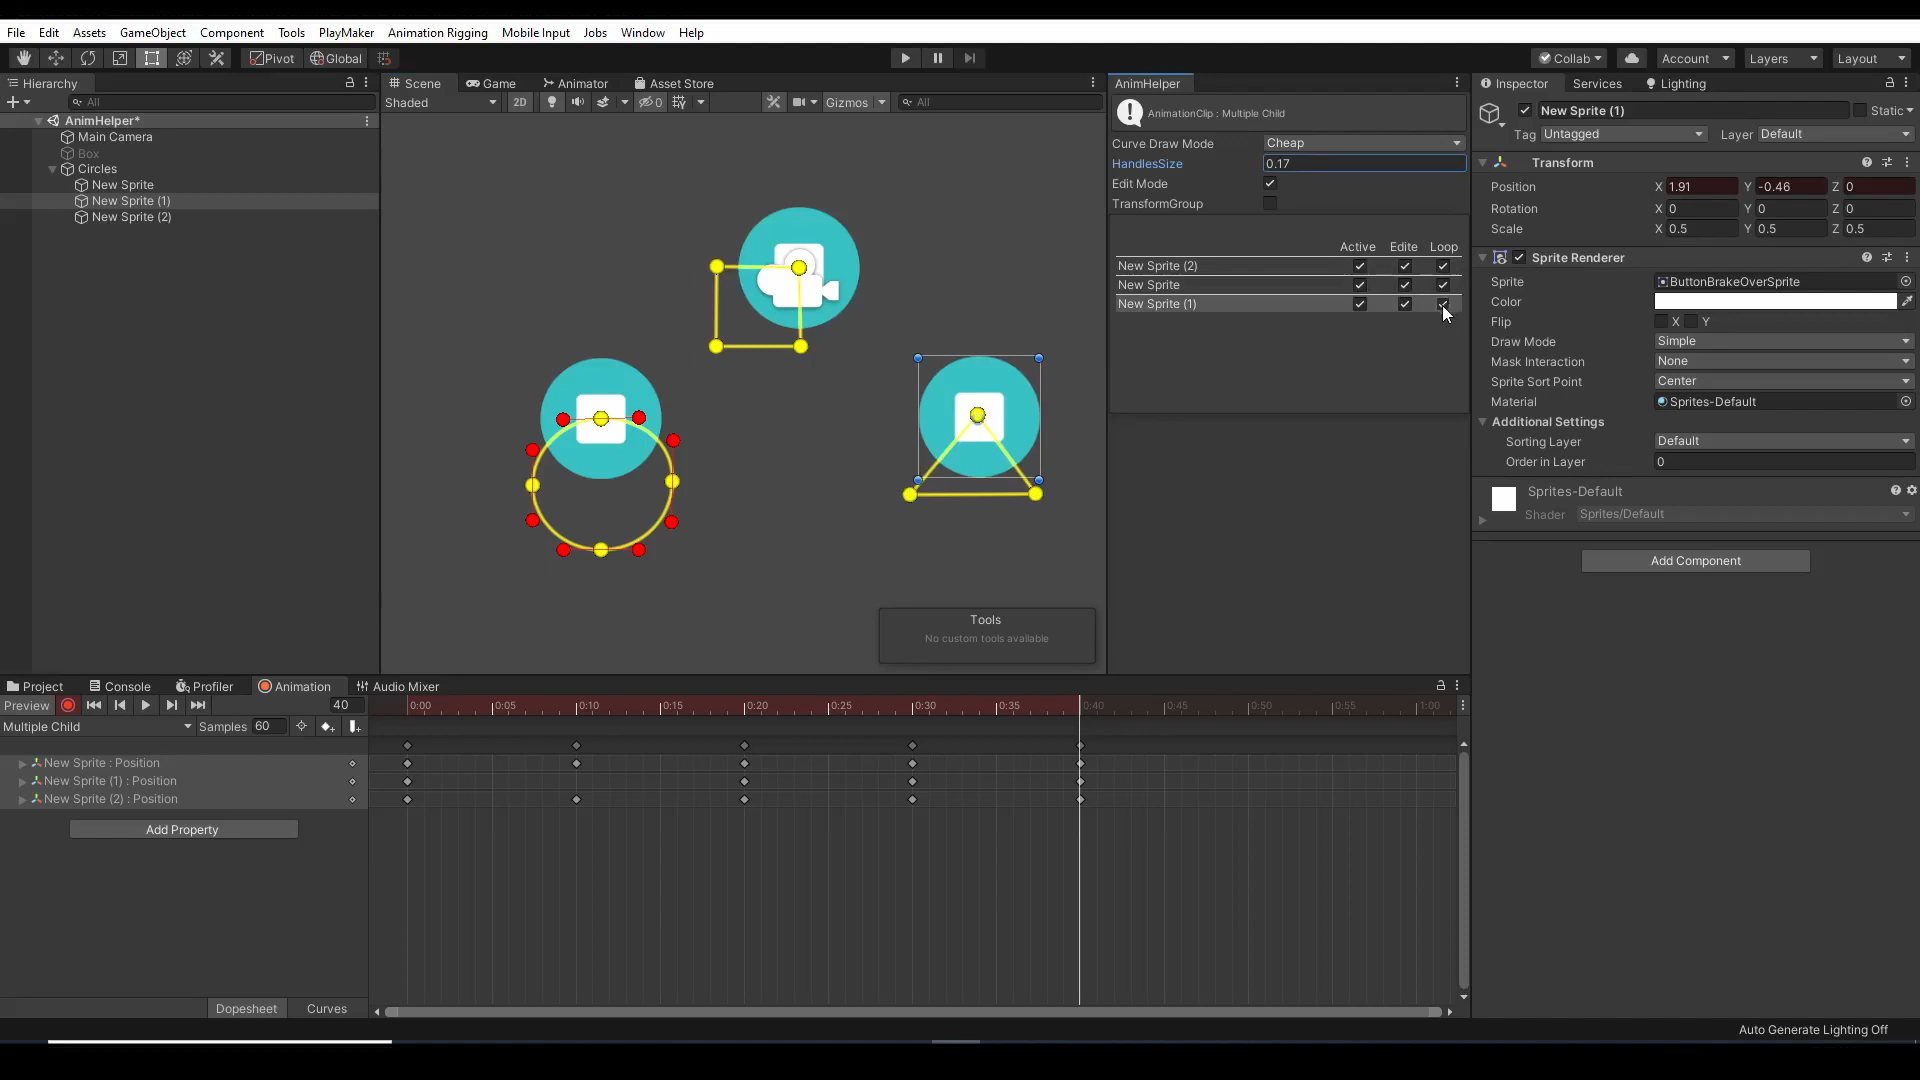 File Edit Assets GameObject Component Tools PlayMaker Animation Rigging Mobile Input Jobs Window Help
Pivot Global Collab Account Layers Layout
Hierarchy
All
AnimHelper*
Main Camera
Box
Circles
New Sprite
New Sprite (1)
New Sprite (2)
Scene Game Animator Asset Store
Shaded 2D 0 Gizmos All
Tools
No custom tools available
AnimHelper
AnimationClip : Multiple Child
Curve Draw Mode Cheap
HandlesSize 0.17
Edit Mode
TransformGroup
Active Edite Loop
New Sprite (2)
New Sprite
New Sprite (1)
Inspector Services Lighting
New Sprite (1) Static
Tag Untagged Layer Default
Transform
Position X 1.91 Y -0.46 Z 0
Rotation X 0 Y 0 Z 0
Scale X 0.5 Y 0.5 Z 0.5
Sprite Renderer
Sprite ButtonBrakeOverSprite
Color
Flip X Y
Draw Mode Simple
Mask Interaction None
Sprite Sort Point Center
Material Sprites-Default
Additional Settings
Sorting Layer Default
Order in Layer 0
Sprites-Default
Shader Sprites/Default
Add Component
Project Console Profiler Animation Audio Mixer
Preview 40 0:00 0:05 0:10 0:15 0:20 0:25 0:30 0:35 0:40 0:45 0:50 0:55 1:00
Multiple Child Samples 60
New Sprite : Position
New Sprite (1) : Position
New Sprite (2) : Position
Add Property
Dopesheet Curves
Auto Generate Lighting Off